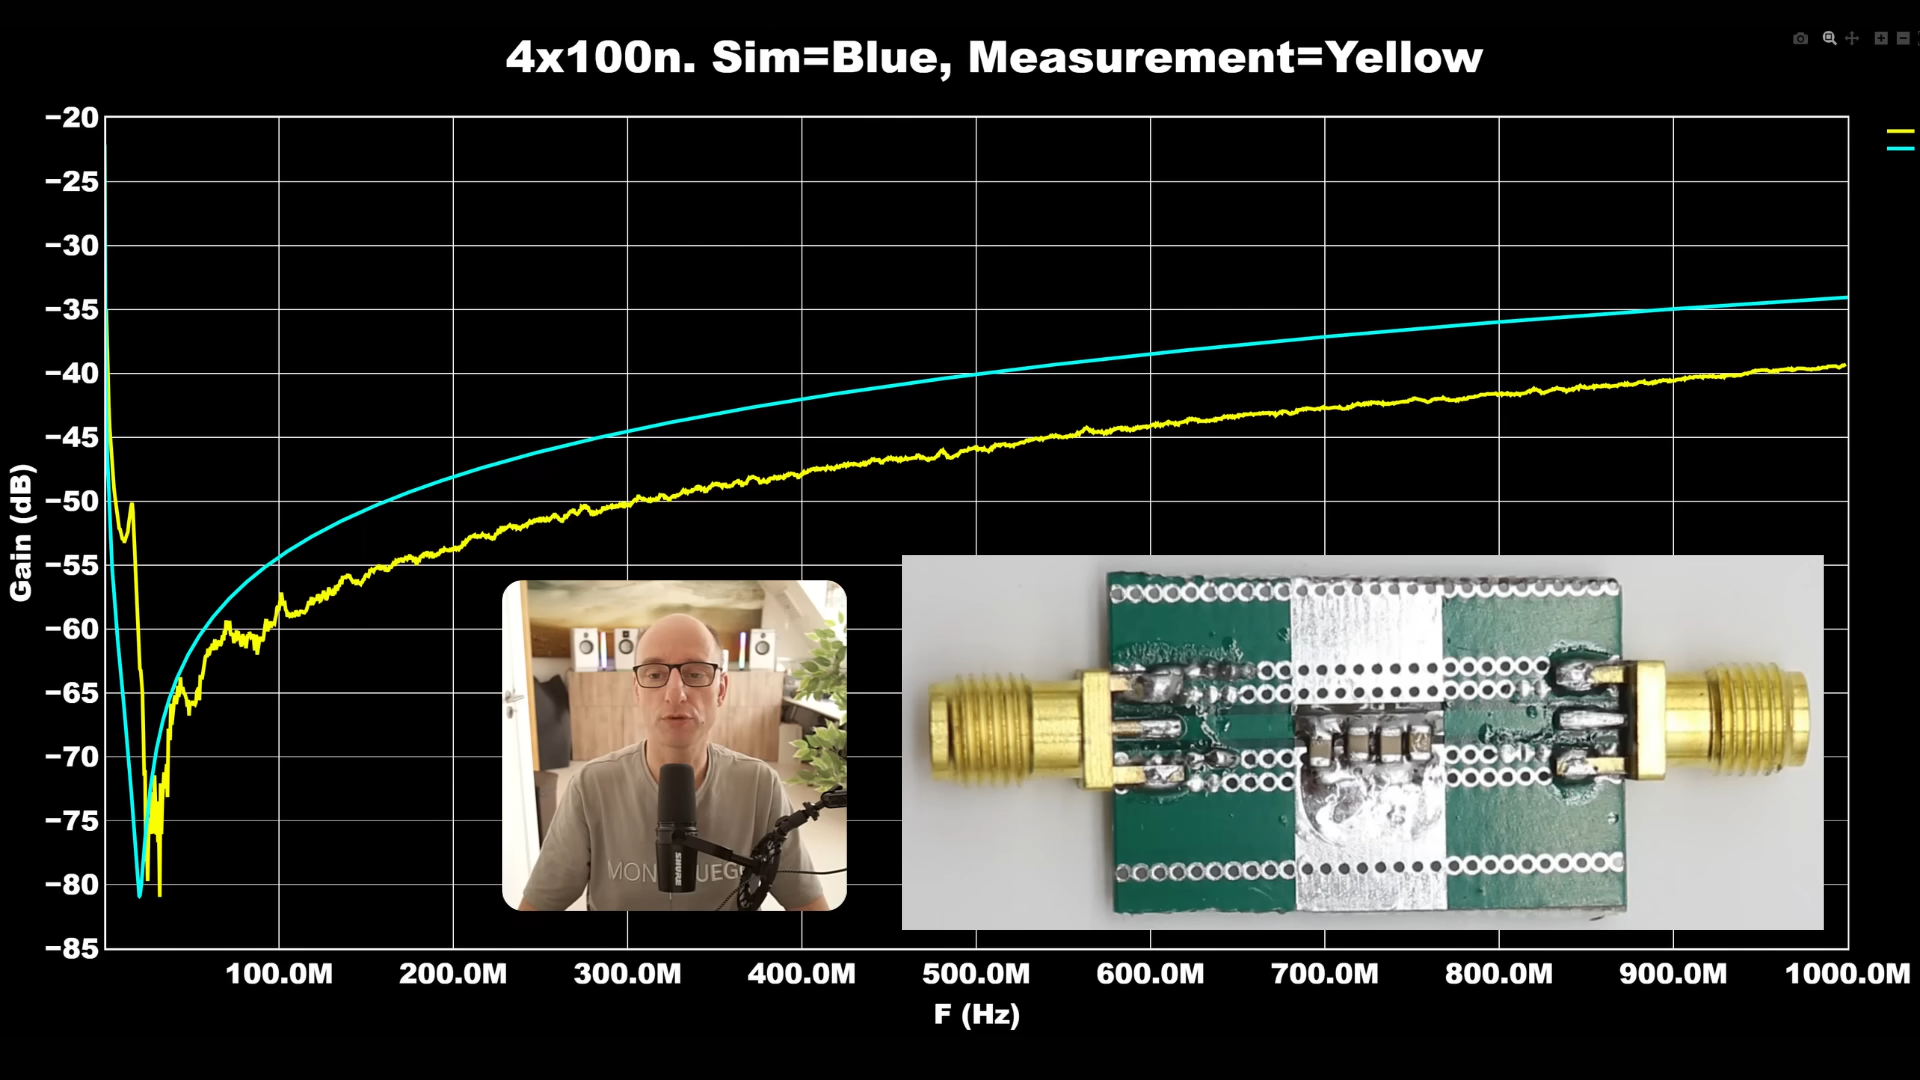 4x100n. Sim=Blue, Measurement=Yellow
−20
−25
−30
−35
−40
−45
−50
−55
−60
−65
−70
−75
−80
−85
Gain (dB)
100.0M 200.0M 300.0M 400.0M 500.0M 600.0M 700.0M 800.0M 900.0M 1000.0M
F (Hz)
SHURE